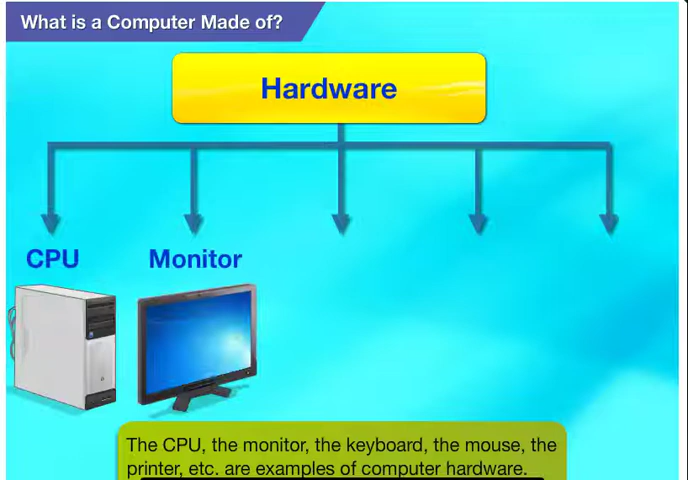 What is a Computer Made of?
Hardware
CPU
Monitor
The CPU, the monitor, the keyboard, the mouse, the
printer, etc. are examples of computer hardware.